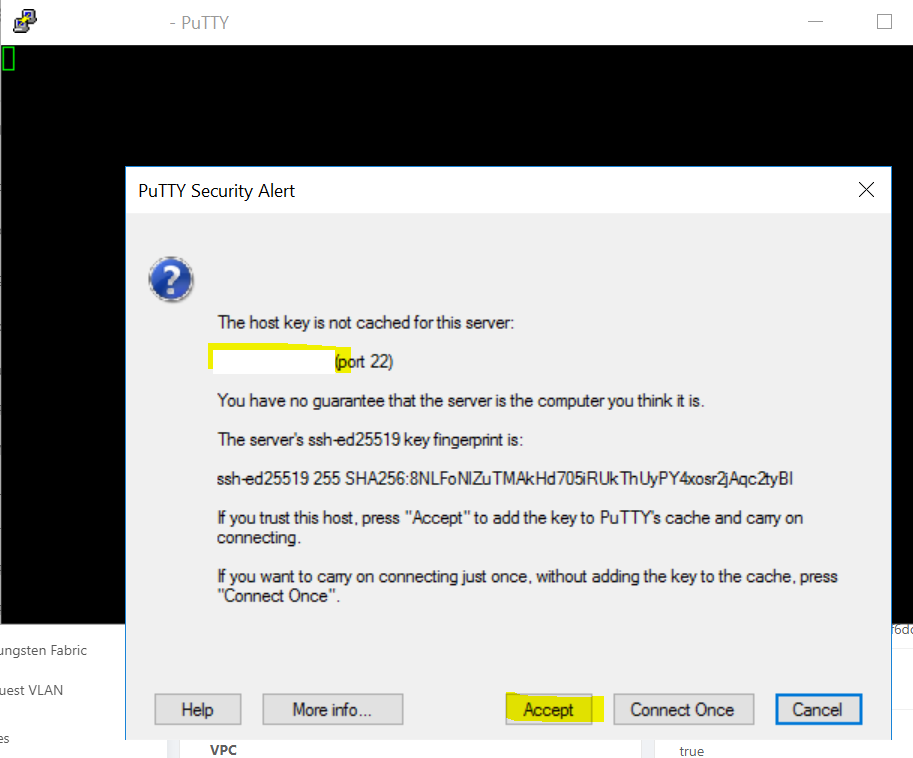 - PuTTY
PuTTY Security Alert
The host key is not cached for this server:
(port 22)
You have no guarantee that the server is the computer you think it is.
The server's ssh-ed25519 key fingerprint is:
ssh-ed25519 255 SHA256:8NLFoNlZuTMAkHd705iRUkThUyPY4xosr2jAqc2tyBI
If you trust this host, press "Accept" to add the key to PuTTY's cache and carry on
connecting.
If you want to carry on connecting just once, without adding the key to the cache, press
"Connect Once".
Help
More info...
Accept
Connect Once
Cancel
ungsten Fabric
uest VLAN
es
VPC
true